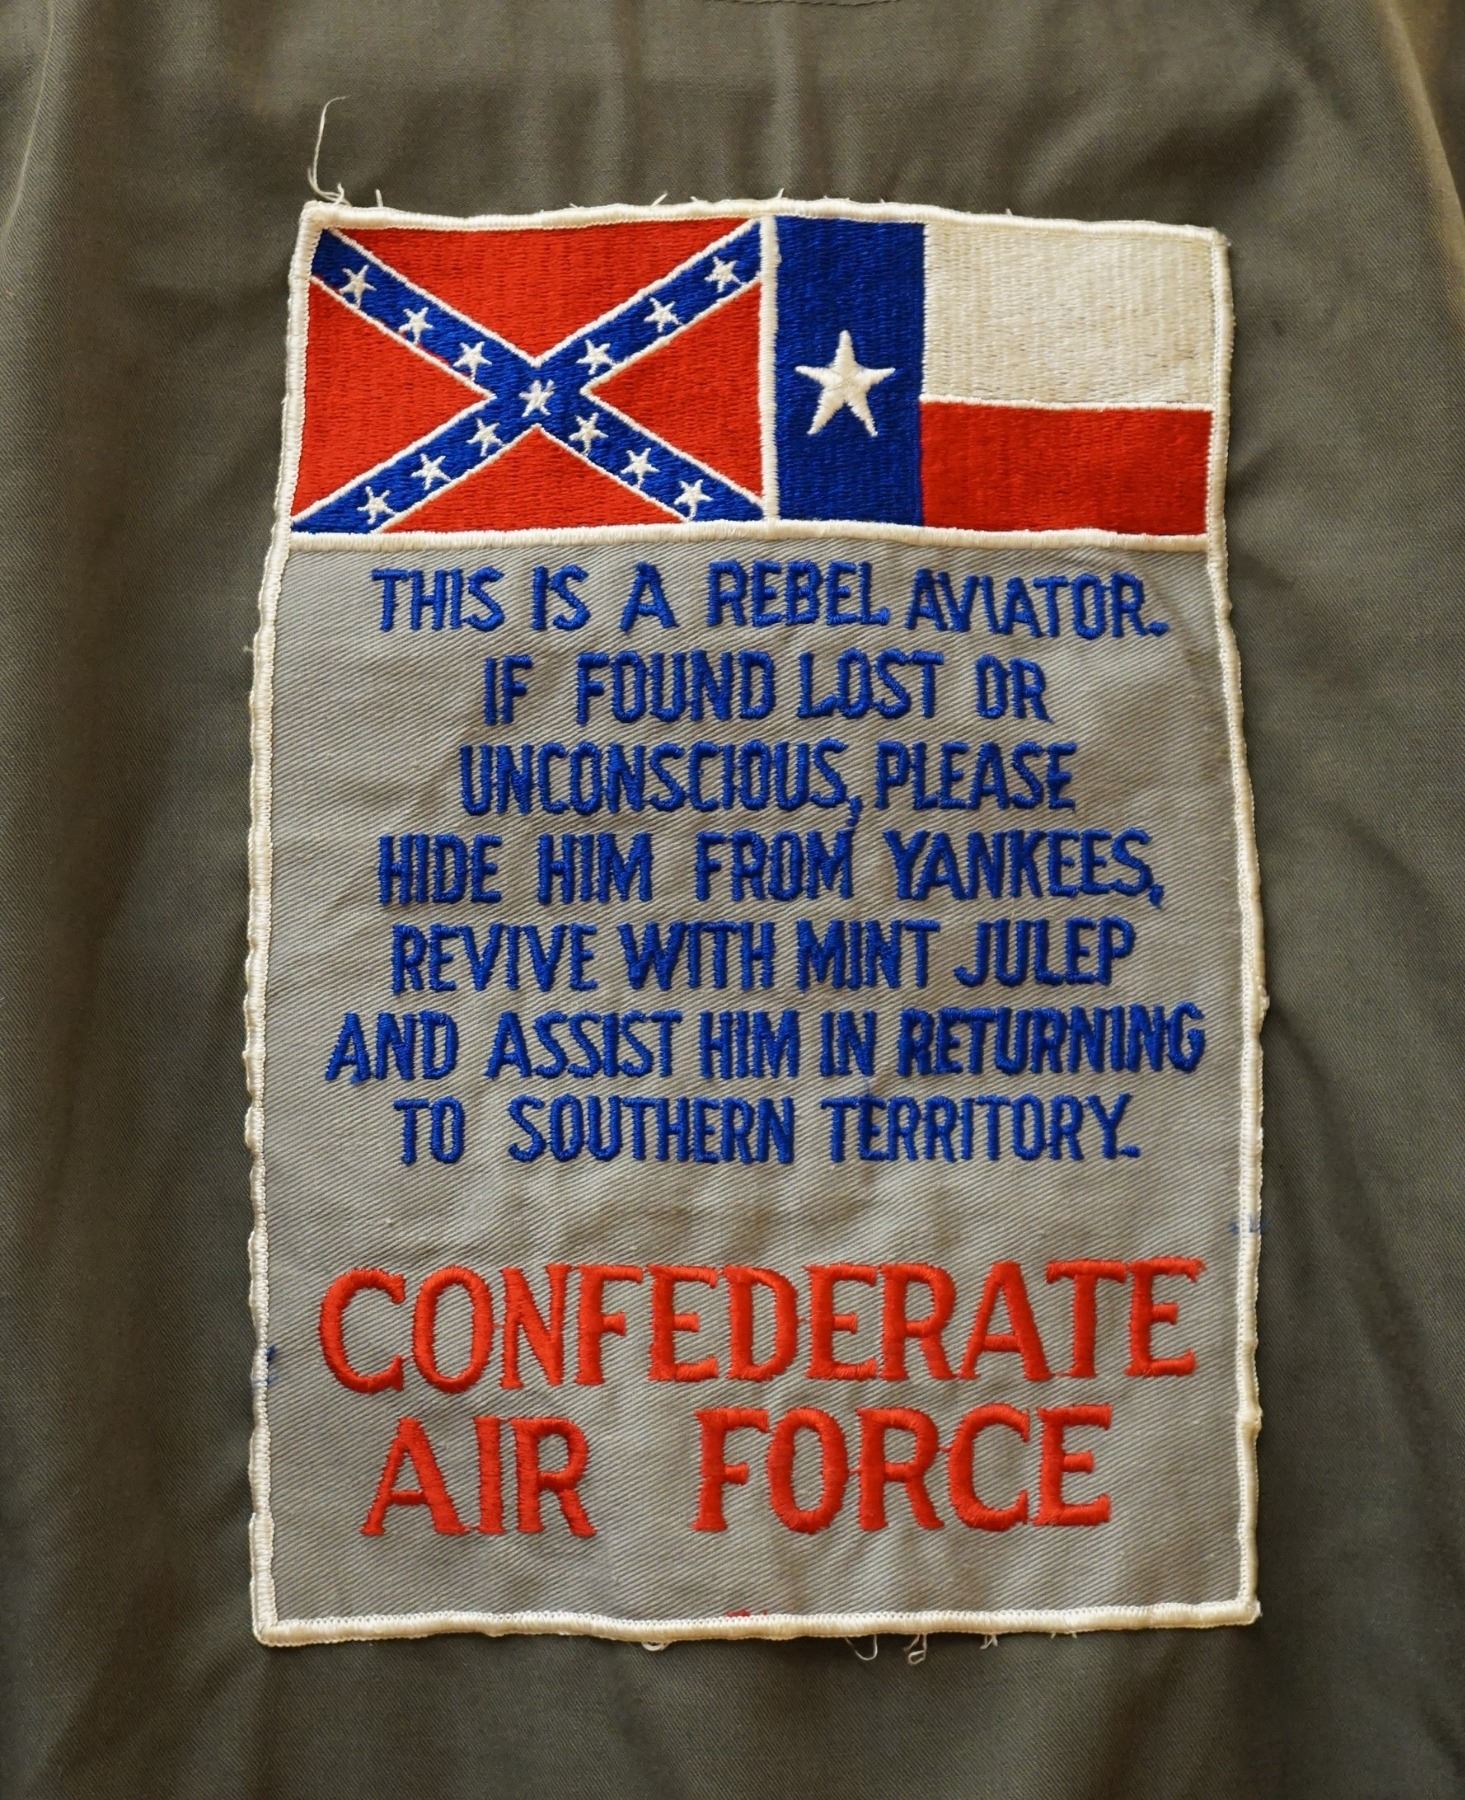 THIS IS A REBEL AVIATOR.
IF FOUND LOST OR
UNCONSCIOUS, PLEASE
HIDE HIM FROM YANKEES,
REVIVE WITH MINT JULEP
AND ASSIST HIM IN RETURNING
TO SOUTHERN TERRITORY.
CONFEDERATE
AIR FORCE